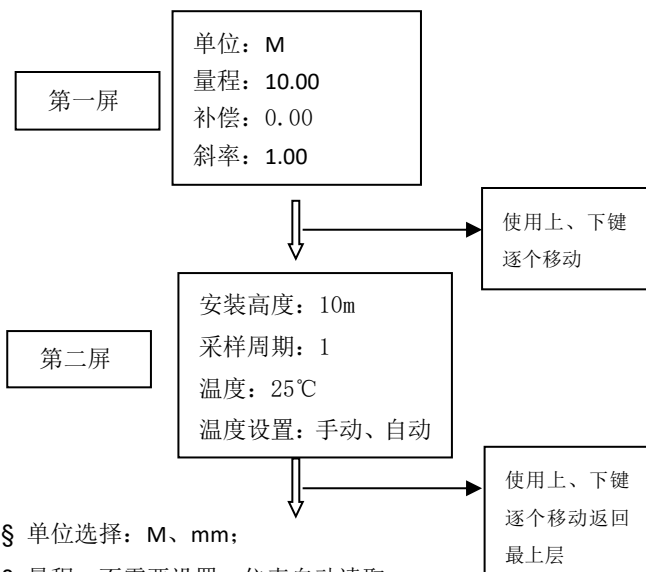 单位：M
量程：10.00
补偿：0.00
斜率：1.00
第一屏
使用上、下键
逐个移动
安装高度：10m
采样周期：1
温度：25℃
温度设置：手动、自动
第二屏
使用上、下键
逐个移动返回
最上层
§ 单位选择：M、mm；